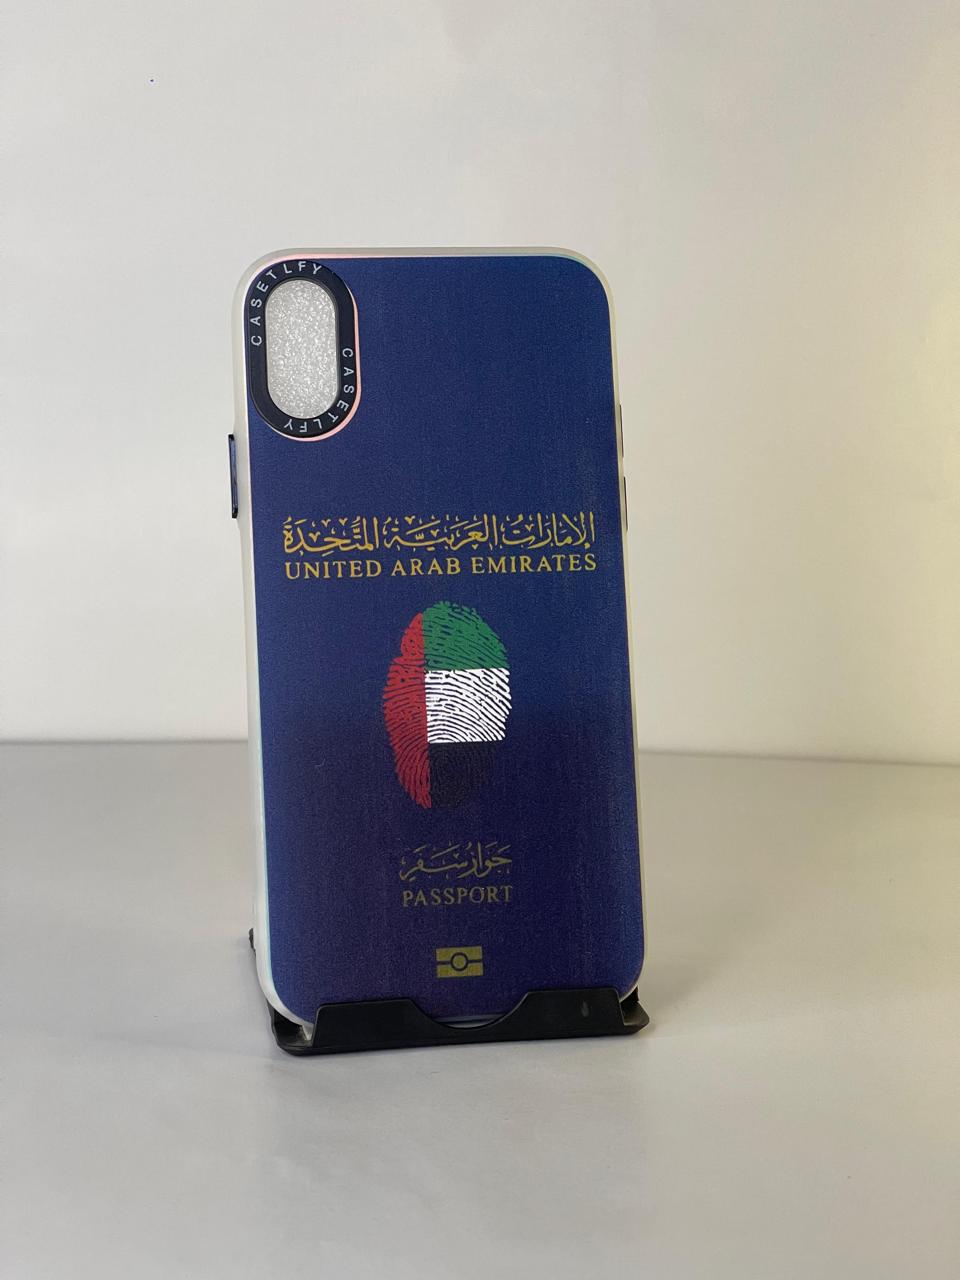 CASETLFY
CASETLFY
الإمارات العربية المتحدة
UNITED ARAB EMIRATES
جواز سفر
PASSPORT